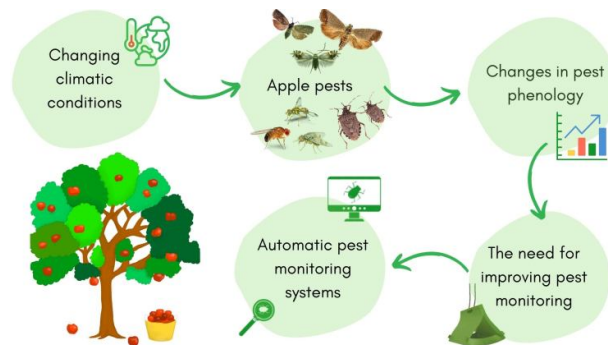 Changing
climatic
conditions
Apple pests
Changes in pest
phenology
The need for
improving pest
monitoring
Automatic pest
monitoring
systems